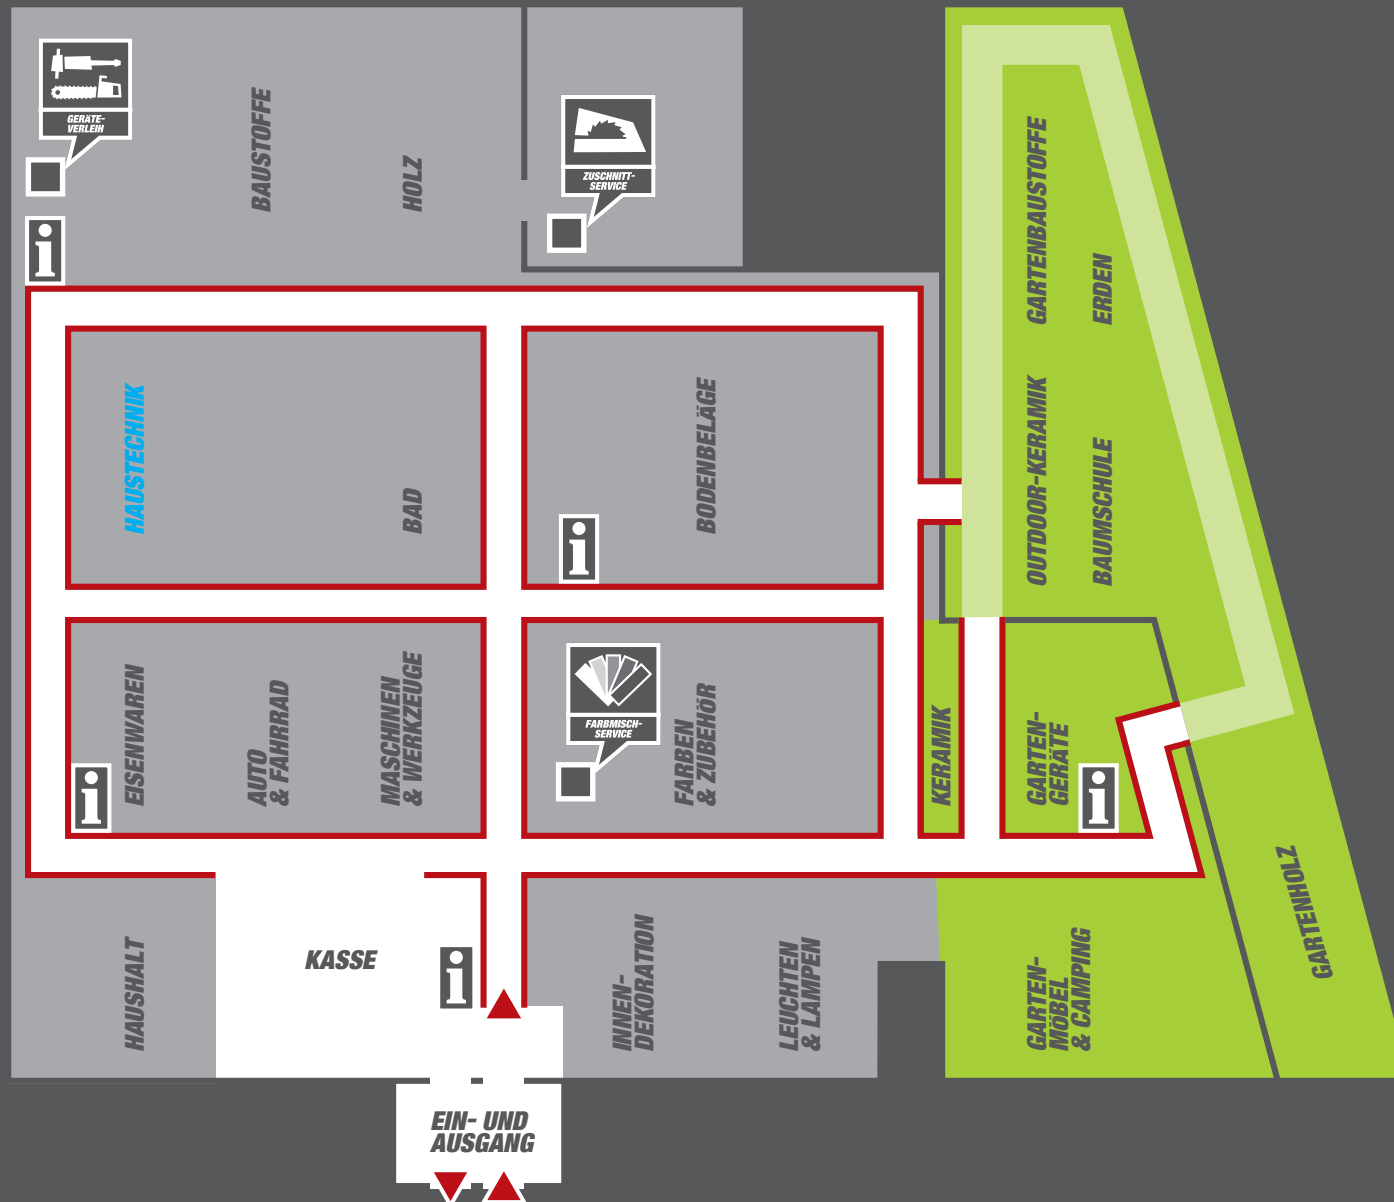 GERÄTE-
VERLEIH
BAUSTOFFE
HOLZ
ZUSCHNITT-
SERVICE
GARTENBAUSTOFFE
ERDEN
i
HAUSTECHNIK
BAD
BODENBELÄGE
i
OUTDOOR-KERAMIK
BAUMSCHULE
EISENWAREN
i
AUTO
& FAHRRAD
MASCHINEN
& WERKZEUGE
FARBMISCH-
SERVICE
FARBEN
& ZUBEHÖR
KERAMIK
GARTEN-
GERÄTE
i
GARTENHOLZ
HAUSHALT
KASSE
i
INNEN-
DEKORATION
LEUCHTEN
& LAMPEN
GARTEN-
MÖBEL
& CAMPING
EIN- UND
AUSGANG